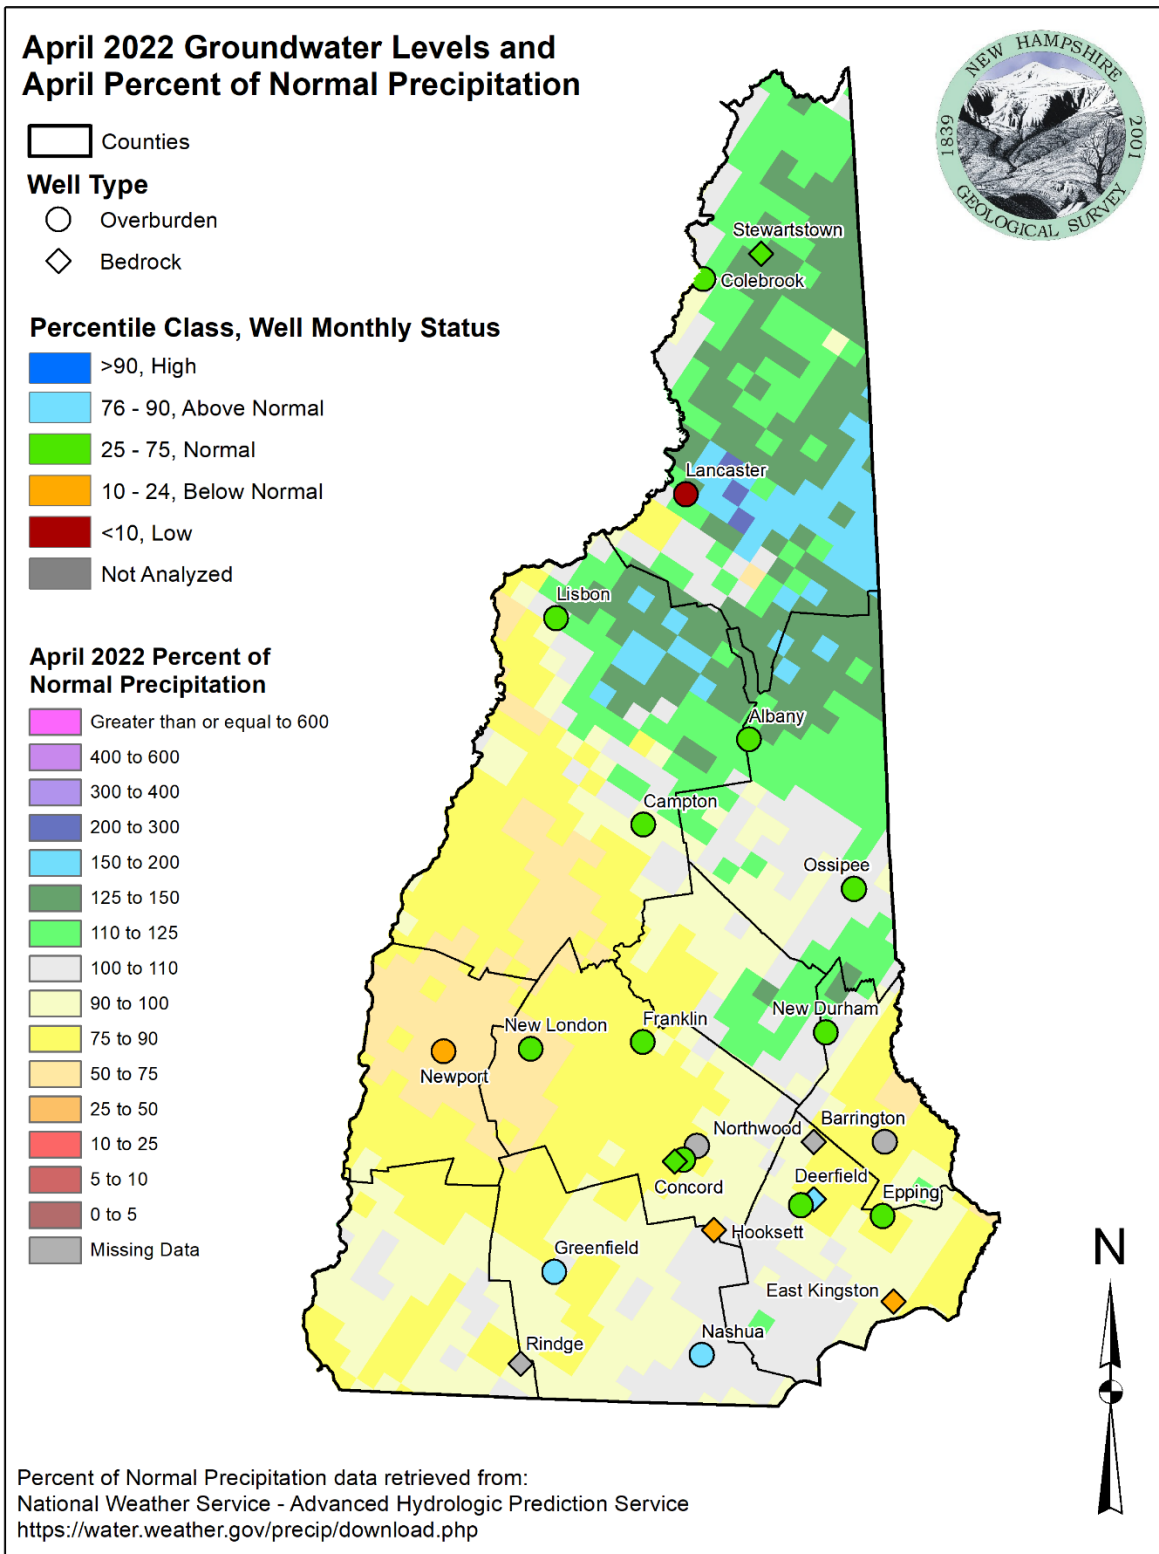 April 2022 Groundwater Levels and
April Percent of Normal Precipitation
Counties
Well Type
Overburden
Bedrock
Percentile Class, Well Monthly Status
>90, High
76 - 90, Above Normal
25 - 75, Normal
10 - 24, Below Normal
<10, Low
Not Analyzed
April 2022 Percent of
Normal Precipitation
Greater than or equal to 600
400 to 600
300 to 400
200 to 300
150 to 200
125 to 150
110 to 125
100 to 110
90 to 100
75 to 90
50 to 75
25 to 50
10 to 25
5 to 10
0 to 5
Missing Data
NEW HAMPSHIRE
1839
2001
GEOLOGICAL SURVEY
Stewartstown
Colebrook
Lancaster
Lisbon
Albany
Campton
Ossipee
New Durham
Franklin
New London
Newport
Barrington
Northwood
Concord
Deerfield
Epping
Hooksett
Greenfield
East Kingston
Nashua
Rindge
N
Percent of Normal Precipitation data retrieved from:
National Weather Service - Advanced Hydrologic Prediction Service
https://water.weather.gov/precip/download.php